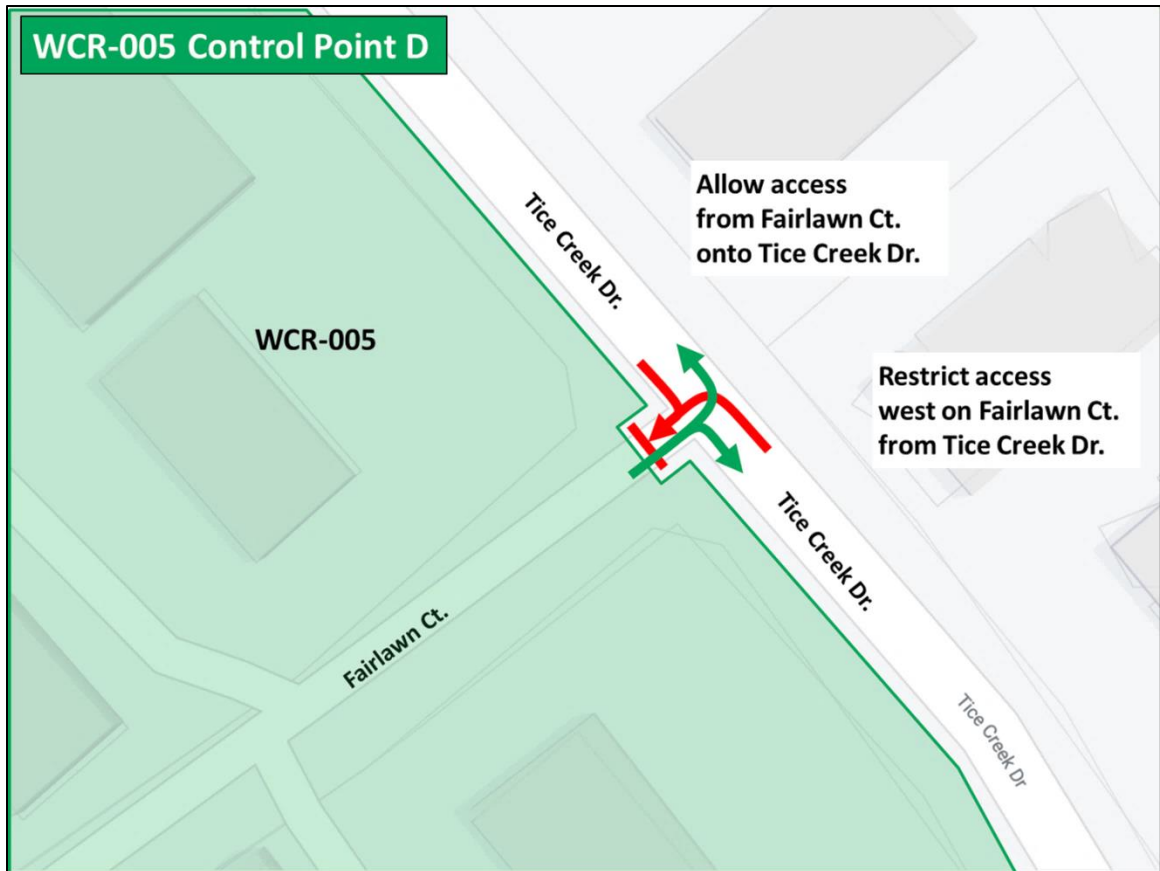 WCR-005 Control Point D
Tice Creek Dr.
Allow access
from Fairlawn Ct.
onto Tice Creek Dr.
WCR-005
Restrict access
west on Fairlawn Ct.
from Tice Creek Dr.
Tice Creek Dr.
Fairlawn Ct.
Tice Creek Dr